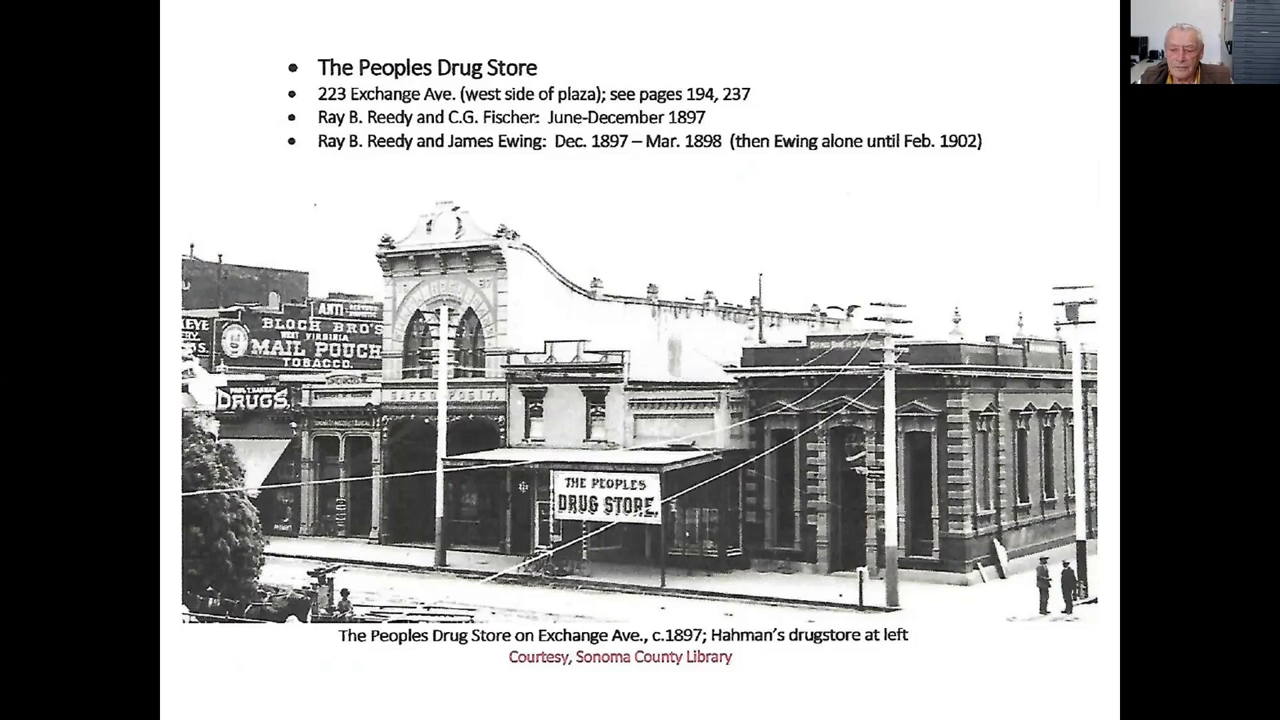 The Peoples Drug Store
223 Exchange Ave. (west side of plaza); see pages 194, 237
Ray B. Reedy and C.G. Fischer: June-December 1897
Ray B. Reedy and James Ewing: Dec. 1897 – Mar. 1898 (then Ewing alone until Feb. 1902)
ANTI
BLOCH BRO'S
WEST VIRGINIA
MAIL POUCH
TOBACCO.
DRUGS.
SAFE DEPOSIT.
THE PEOPLES
DRUG STORE
The Peoples Drug Store on Exchange Ave., c.1897; Hahman's drugstore at left
Courtesy, Sonoma County Library